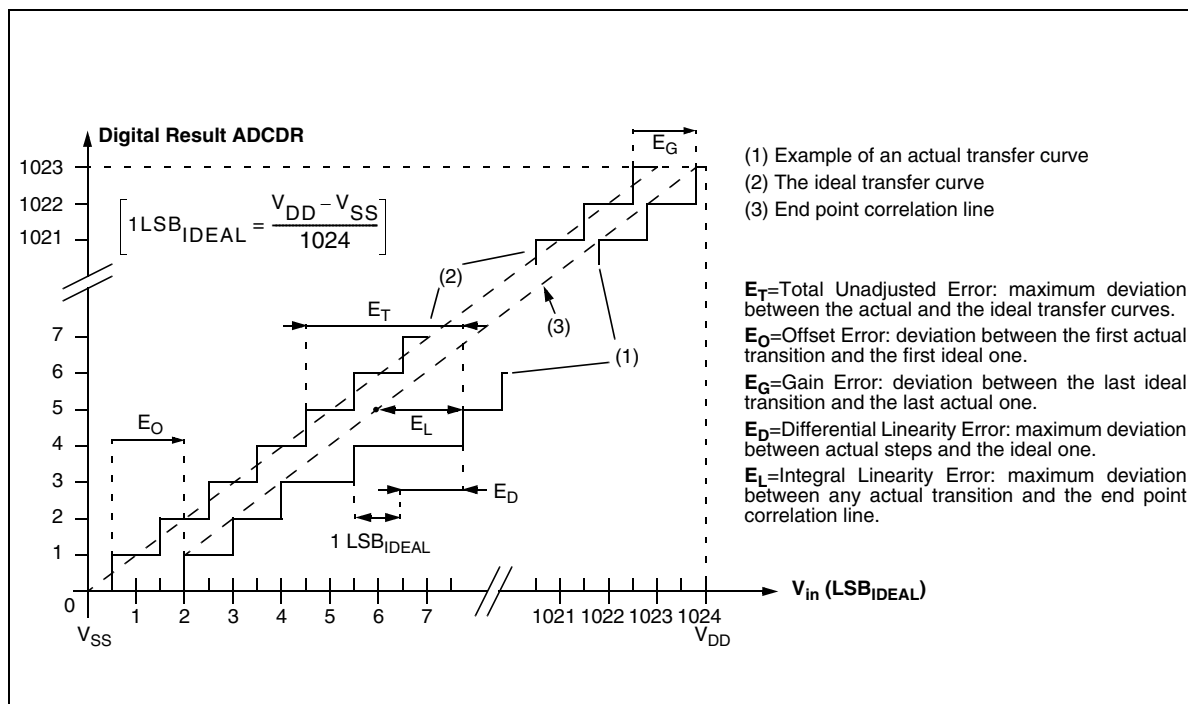 Digital Result ADCDR
E_G
1023
1022
1021
[1LSB_IDEAL = (V_DD – V_SS) / 1024]
(2)
E_T
(3)
7
6
5
4
3
2
1
0
(1)
E_O
E_L
E_D
1 LSB_IDEAL
1 2 3 4 5 6 7 1021 1022 1023 1024
V_in (LSB_IDEAL)
V_SS
V_DD
(1) Example of an actual transfer curve
(2) The ideal transfer curve
(3) End point correlation line
E_T=Total Unadjusted Error: maximum deviation
between the actual and the ideal transfer curves.
E_O=Offset Error: deviation between the first actual
transition and the first ideal one.
E_G=Gain Error: deviation between the last ideal
transition and the last actual one.
E_D=Differential Linearity Error: maximum deviation
between actual steps and the ideal one.
E_L=Integral Linearity Error: maximum deviation
between any actual transition and the end point
correlation line.